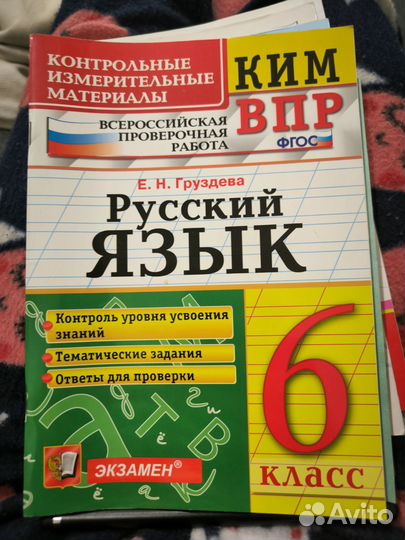 КОНТРОЛЬНЫЕ
ИЗМЕРИТЕЛЬНЫЕ
МАТЕРИАЛЫ
КИМ
ВСЕРОССИЙСКАЯ
ПРОВЕРОЧНАЯ
РАБОТА
ВПР
ФГОС
Е. Н. Груздева
Русский
ЯЗЫК
Контроль уровня усвоения
знаний
Тематические задания
Ответы для проверки
6
класс
ЭКЗАМЕН®
Avito